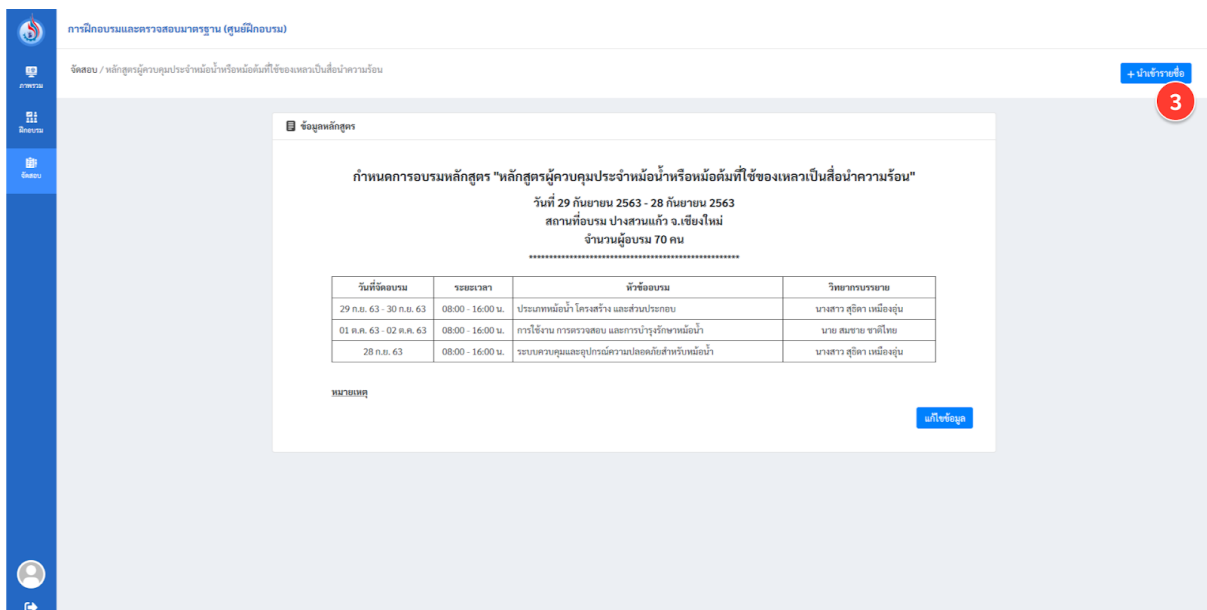 การฝึกอบรมและตรวจสอบมาตรฐาน (ศูนย์ฝึกอบรม)
จัดสอบ / หลักสูตรผู้ควบคุมประจำหม้อน้ำหรือหม้อต้มที่ใช้ของเหลวเป็นสื่อนำความร้อน
+ นำเข้ารายชื่อ
3
ภาพรวม
ฝึกอบรม
จัดสอบ
ข้อมูลหลักสูตร
กำหนดการอบรมหลักสูตร "หลักสูตรผู้ควบคุมประจำหม้อน้ำหรือหม้อต้มที่ใช้ของเหลวเป็นสื่อนำความร้อน"
วันที่ 29 กันยายน 2563 - 28 กันยายน 2563
สถานที่อบรม ปางสวนแก้ว จ.เชียงใหม่
จำนวนผู้อบรม 70 คน
****************************************************
วันที่จัดอบรม ระยะเวลา หัวข้ออบรม วิทยากรบรรยาย
29 ก.ย. 63 - 30 ก.ย. 63 08:00 - 16:00 น. ประเภทหม้อน้ำ โครงสร้าง และส่วนประกอบ นางสาว สุธิดา เหมืองอุ่น
01 ต.ค. 63 - 02 ต.ค. 63 08:00 - 16:00 น. การใช้งาน การตรวจสอบ และการบำรุงรักษาหม้อน้ำ นาย สมชาย ชาติไทย
28 ก.ย. 63 08:00 - 16:00 น. ระบบควบคุมและอุปกรณ์ความปลอดภัยสำหรับหม้อน้ำ นางสาว สุธิดา เหมืองอุ่น
หมายเหตุ
แก้ไขข้อมูล